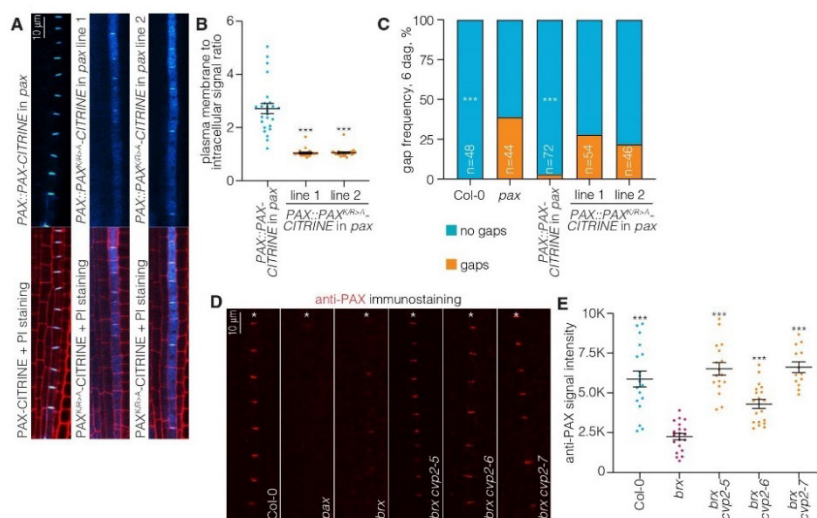 A
10 µm
PAX::PAX-CITRINE in pax
PAX::PAXK/R>A-CITRINE in pax line 1
PAX::PAXK/R>A-CITRINE in pax line 2
PAX-CITRINE + PI staining
PAXK/R>A-CITRINE + PI staining
PAXK/R>A-CITRINE + PI staining
B
plasma membrane to
intracellular signal ratio
6
4
2
0
***
***
PAX::PAX-
CITRINE in pax
line 1
line 2
PAX::PAXK/R>A-
CITRINE in pax
C
gap frequency, 6 dag, %
100
75
50
25
0
***
***
n=48
n=44
n=72
n=54
n=46
Col-0
pax
PAX::PAX-
CITRINE in pax
line 1
line 2
PAX::PAXK/R>A-
CITRINE in pax
no gaps
gaps
D
anti-PAX immunostaining
10 µm
*
*
*
*
*
*
Col-0
pax
brx
brx cvp2-5
brx cvp2-6
brx cvp2-7
E
anti-PAX signal intensity
10K
7.5K
5.0K
2.5K
0
***
***
***
***
Col-0
brx-
brx
cvp2-5
brx
cvp2-6
brx
cvp2-7